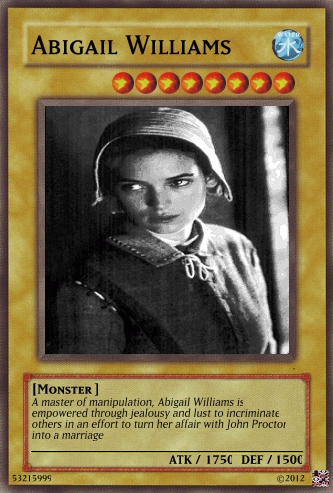 ABIGAIL WILLIAMS
WATER
水
[MONSTER]
A master of manipulation, Abigail Williams is
empowered through jealousy and lust to incriminate
others in an effort to turn her affair with John Proctor
into a marriage
ATK / 1750 DEF / 1500
53215999
©2012